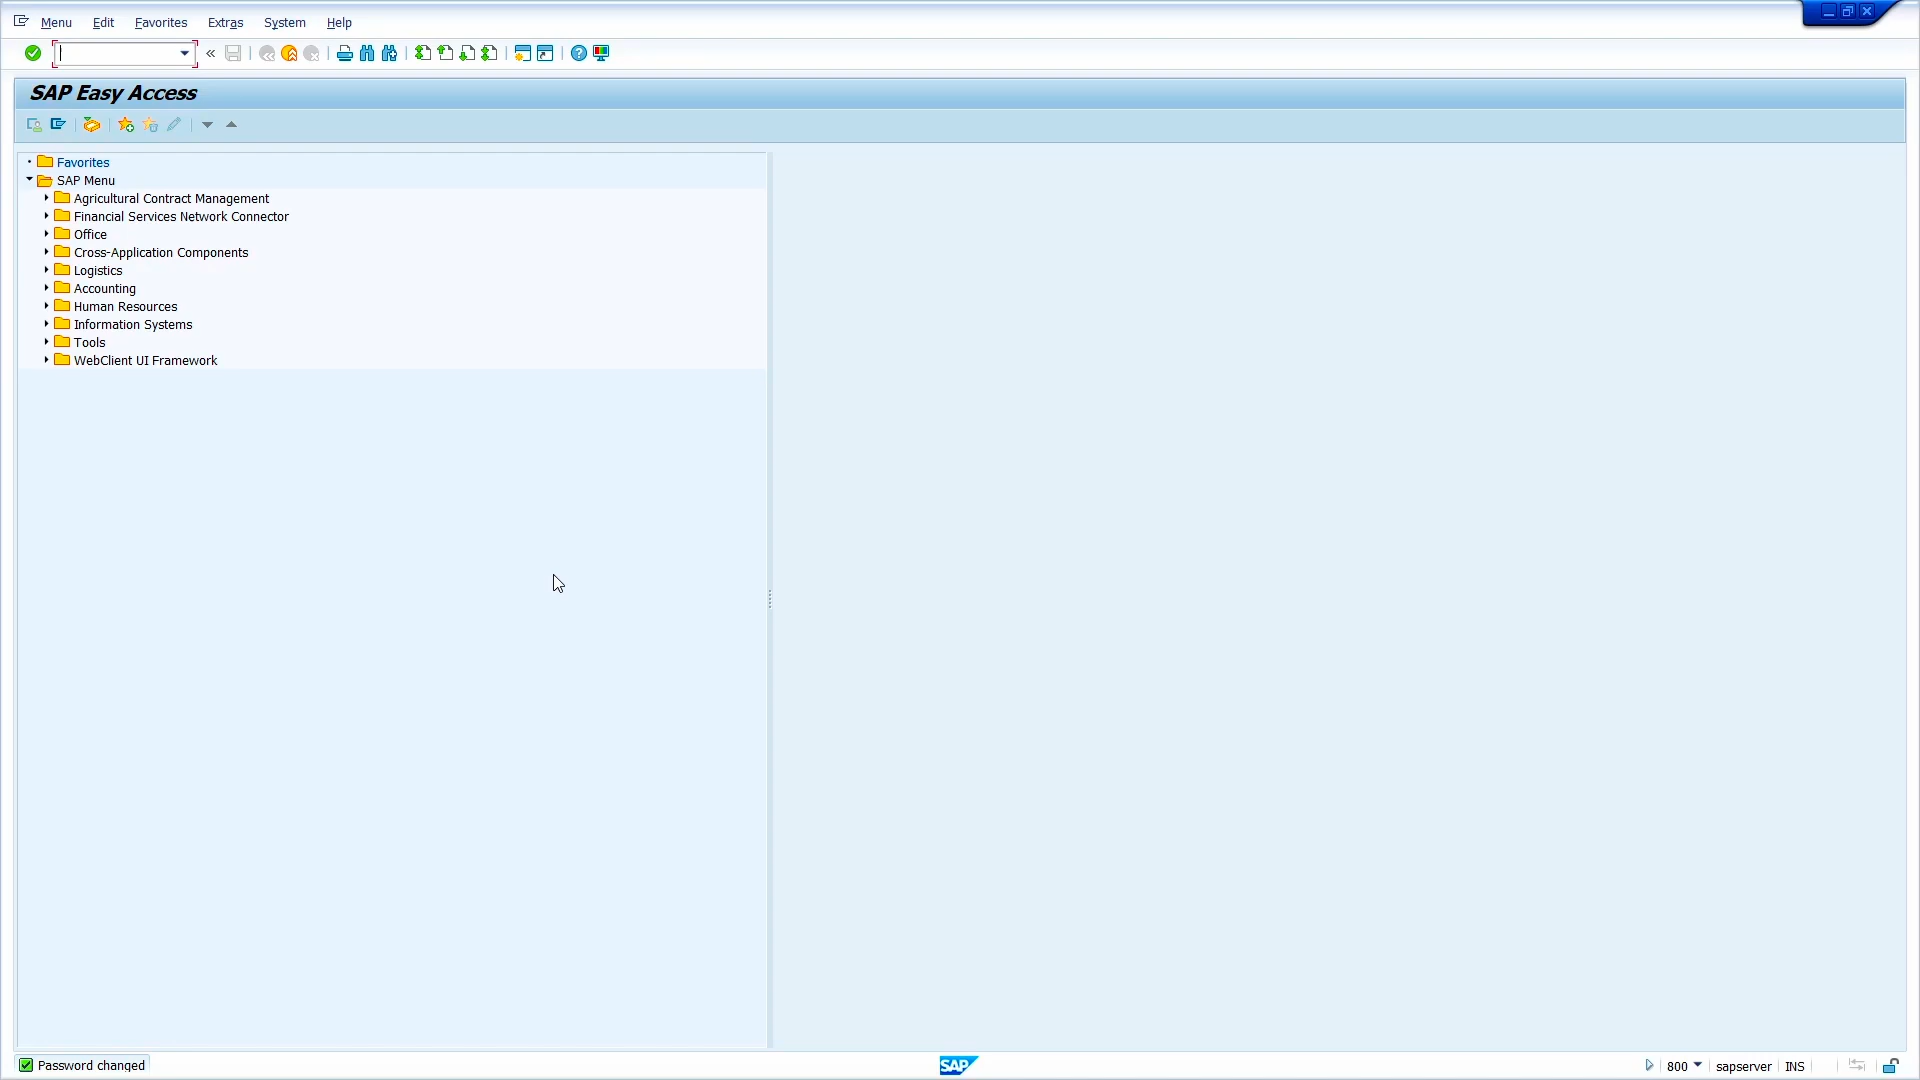 Menu Edit Favorites Extras System Help
SAP Easy Access
Favorites
SAP Menu
Agricultural Contract Management
Financial Services Network Connector
Office
Cross-Application Components
Logistics
Accounting
Human Resources
Information Systems
Tools
WebClient UI Framework
Password changed SAP 800 sapserver INS